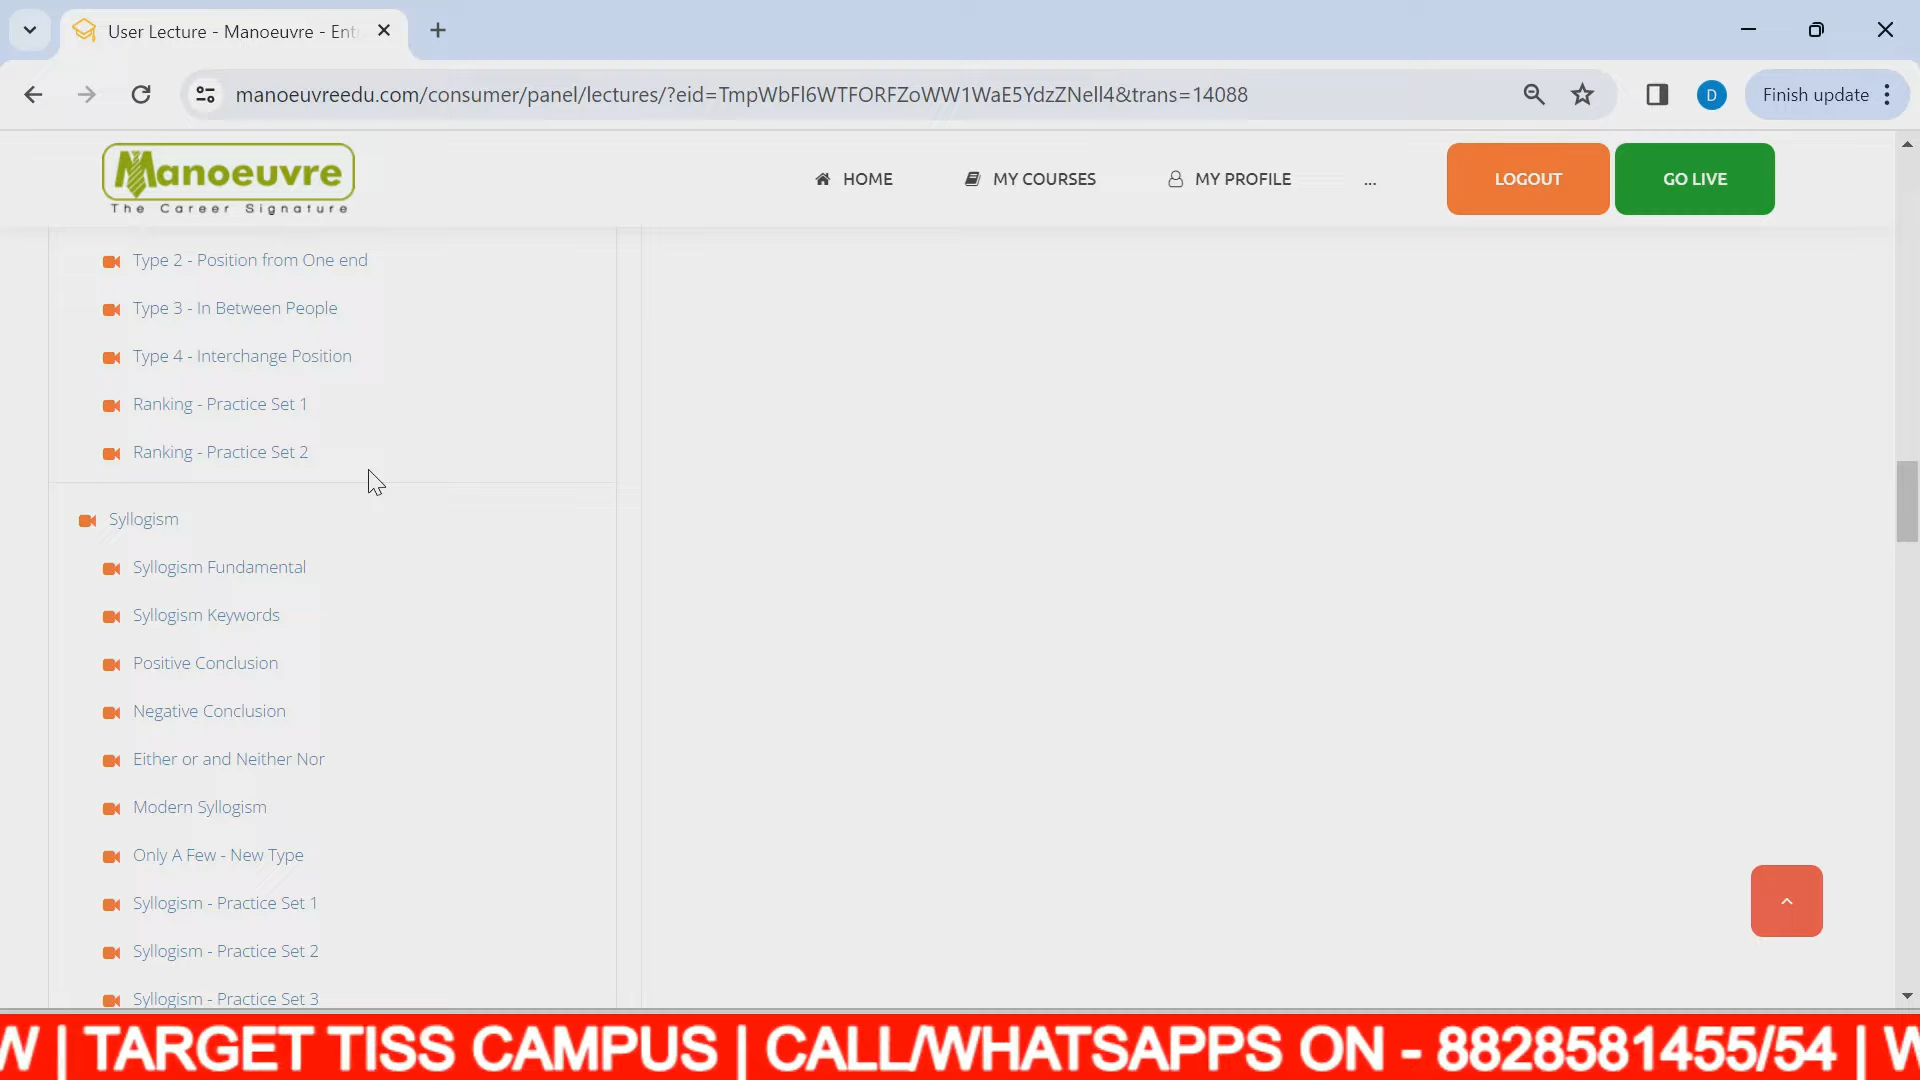 User Lecture - Manoeuvre - Ent
manoeuvreedu.com/consumer/panel/lectures/?eid=TmpWbFl6WTFORFZoWW1WaE5YdzZNell4&trans=14088
D
Finish update
Manoeuvre
The Career Signature
HOME
MY COURSES
MY PROFILE
...
LOGOUT
GO LIVE
Type 2 - Position from One end
Type 3 - In Between People
Type 4 - Interchange Position
Ranking - Practice Set 1
Ranking - Practice Set 2
Syllogism
Syllogism Fundamental
Syllogism Keywords
Positive Conclusion
Negative Conclusion
Either or and Neither Nor
Modern Syllogism
Only A Few - New Type
Syllogism - Practice Set 1
Syllogism - Practice Set 2
Syllogism - Practice Set 3
W | TARGET TISS CAMPUS | CALL/WHATSAPPS ON - 8828581455/54 | W